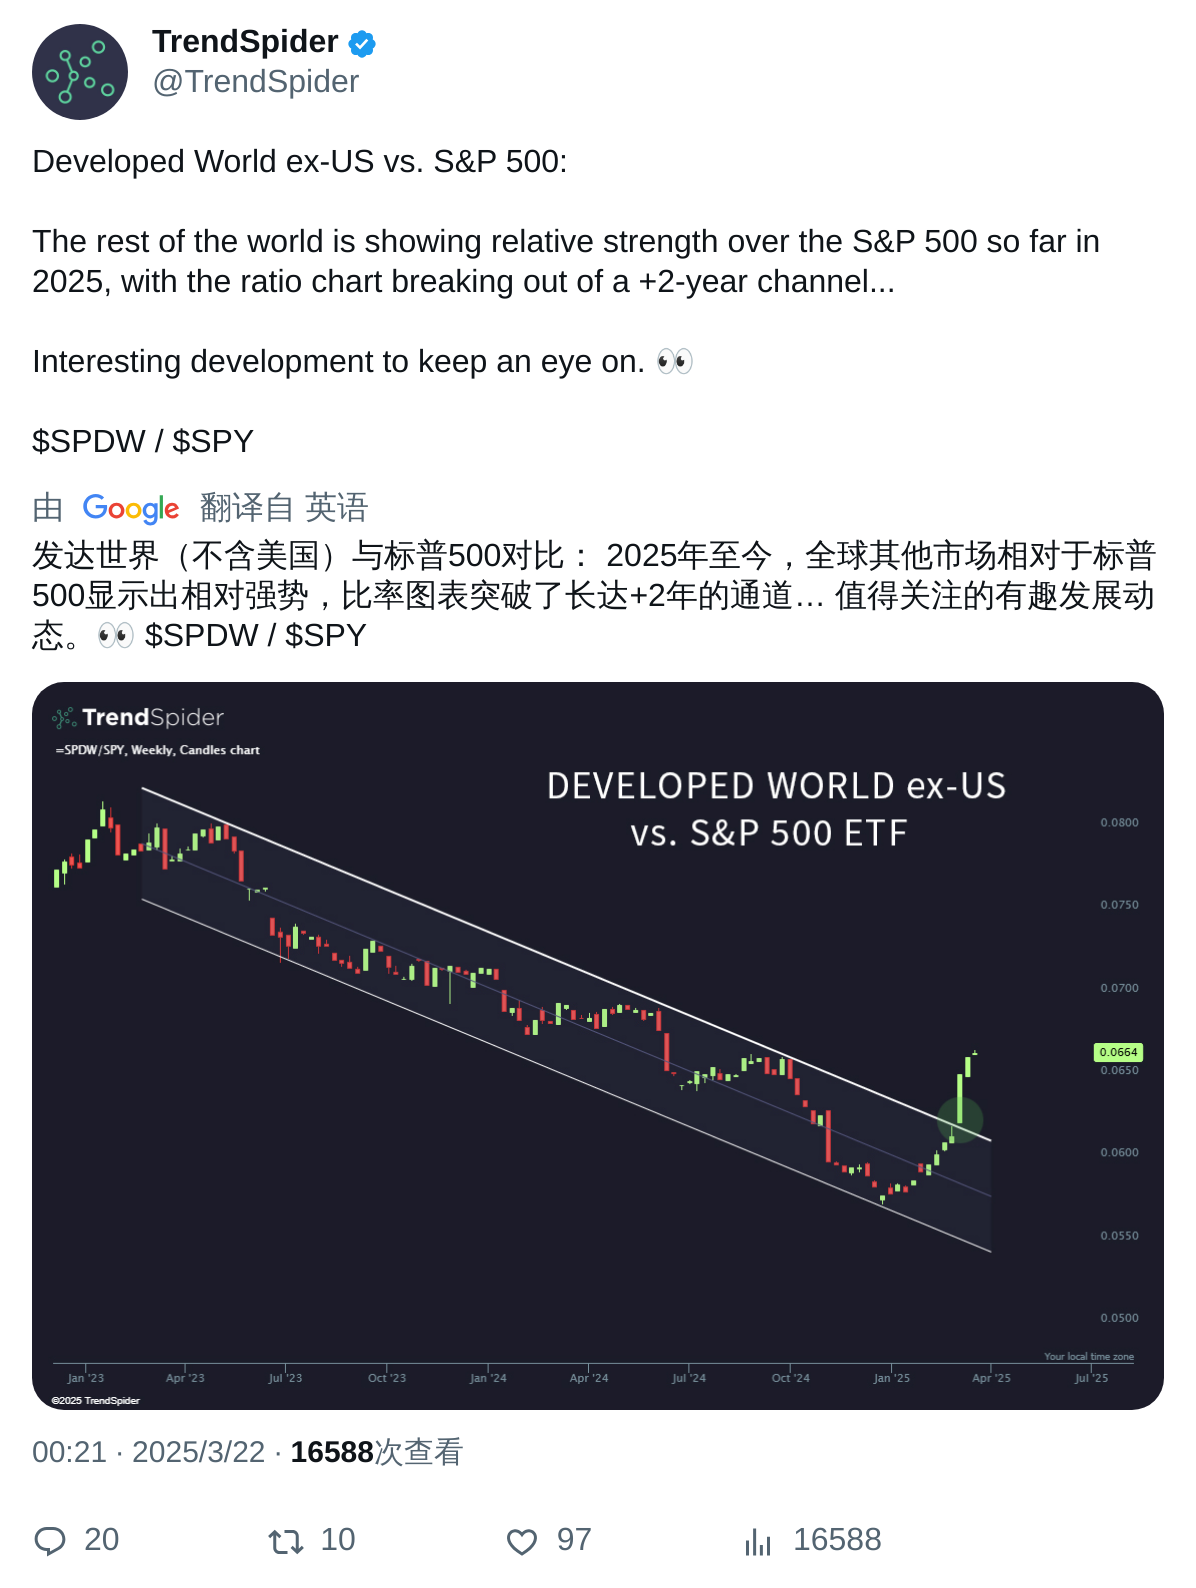 TrendSpider
@TrendSpider
Developed World ex-US vs. S&P 500:
The rest of the world is showing relative strength over the S&P 500 so far in
2025, with the ratio chart breaking out of a +2-year channel...
Interesting development to keep an eye on. 👀
$SPDW / $SPY
由 Google 翻译自 英语
发达世界（不含美国）与标普500对比： 2025年至今，全球其他市场相对于标普
500显示出相对强势，比率图表突破了长达+2年的通道… 值得关注的有趣发展动
态。👀 $SPDW / $SPY
TrendSpider
=SPDW/SPY, Weekly, Candles chart
DEVELOPED WORLD ex-US
vs. S&P 500 ETF
0.0800
0.0750
0.0700
0.0664
0.0650
0.0600
0.0550
0.0500
Your local time zone
Jan '23 Apr '23 Jul '23 Oct '23 Jan '24 Apr '24 Jul '24 Oct '24 Jan '25 Apr '25 Jul '25
©2025 TrendSpider
00:21 · 2025/3/22 · 16588次查看
20 10 97 16588